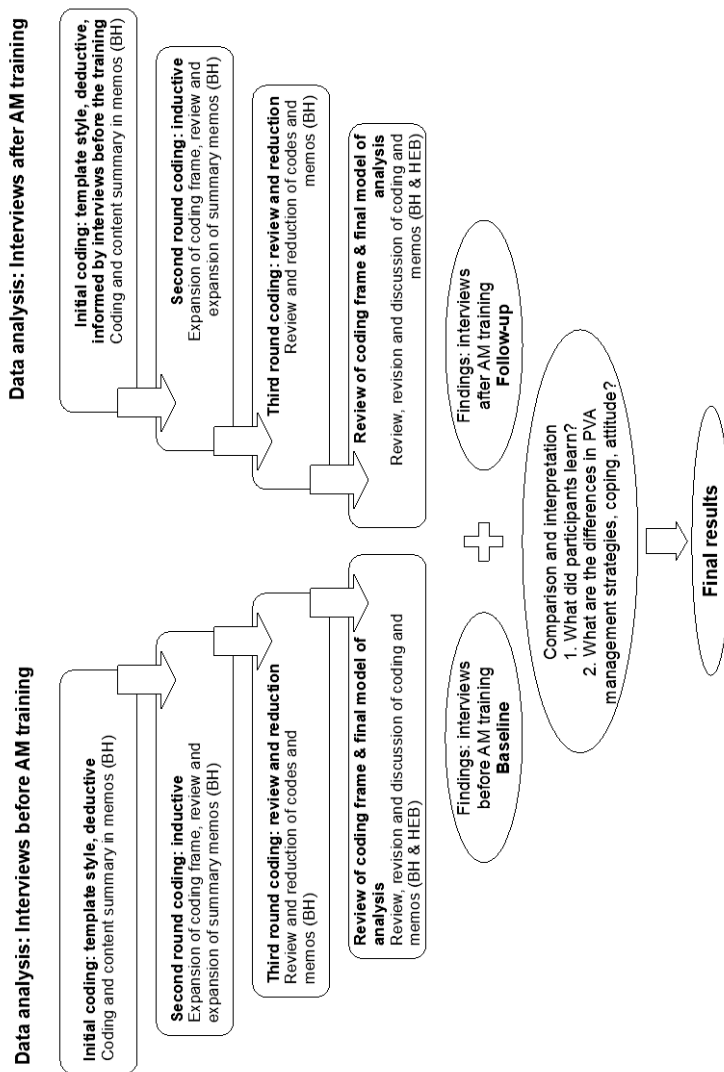 Data analysis: Interviews before AM training
Initial coding: template style, deductive
Coding and content summary in memos (BH)
Second round coding: inductive
Expansion of coding frame, review and
expansion of summary memos (BH)
Third round coding: review and reduction
Review and reduction of codes and
memos (BH)
Review of coding frame & final model of
analysis
Review, revision and discussion of coding and
memos (BH & HEB)
Data analysis: Interviews after AM training
Initial coding: template style, deductive,
informed by interviews before the training
Coding and content summary in memos (BH)
Second round coding: inductive
Expansion of coding frame, review and
expansion of summary memos (BH)
Third round coding: review and reduction
Review and reduction of codes and
memos (BH)
Review of coding frame & final model of
analysis
Review, revision and discussion of coding and
memos (BH & HEB)
Findings: interviews
before AM training
Baseline
Findings: interviews
after AM training
Follow-up
Comparison and interpretation
1. What did participants learn?
2. What are the differences in PVA
management strategies, coping, attitude?
Final results